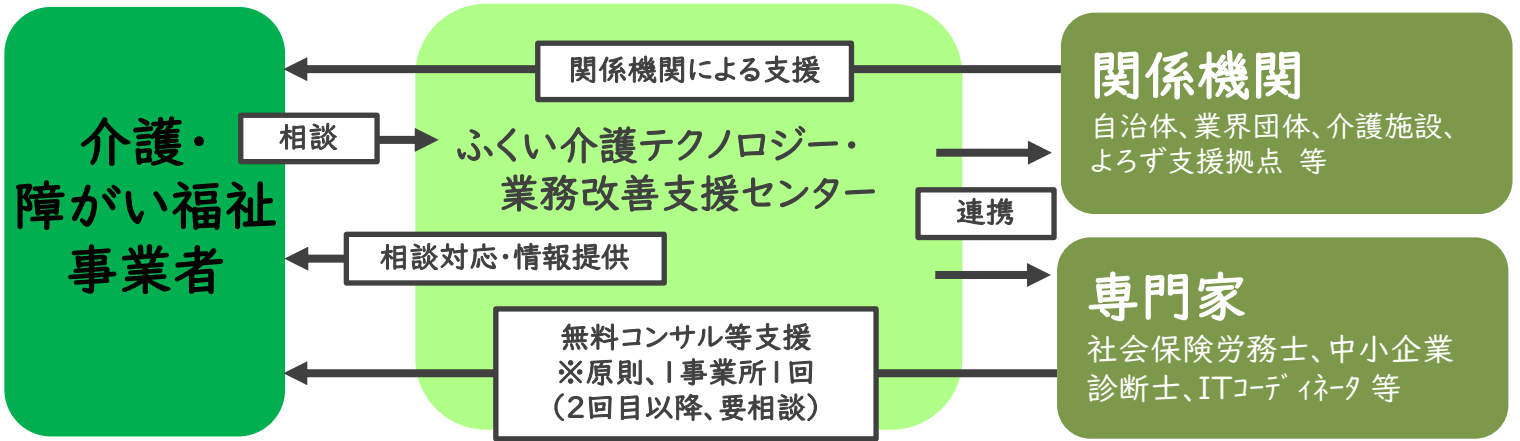 介護・
障がい福祉
事業者
相談
関係機関による支援
ふくい介護テクノロジー・
業務改善支援センター
相談対応・情報提供
無料コンサル等支援
※原則、1事業所1回
（2回目以降、要相談）
連携
関係機関
自治体、業界団体、介護施設、
よろず支援拠点 等
専門家
社会保険労務士、中小企業
診断士、ITｺｰﾃﾞｨﾈｰﾀ 等